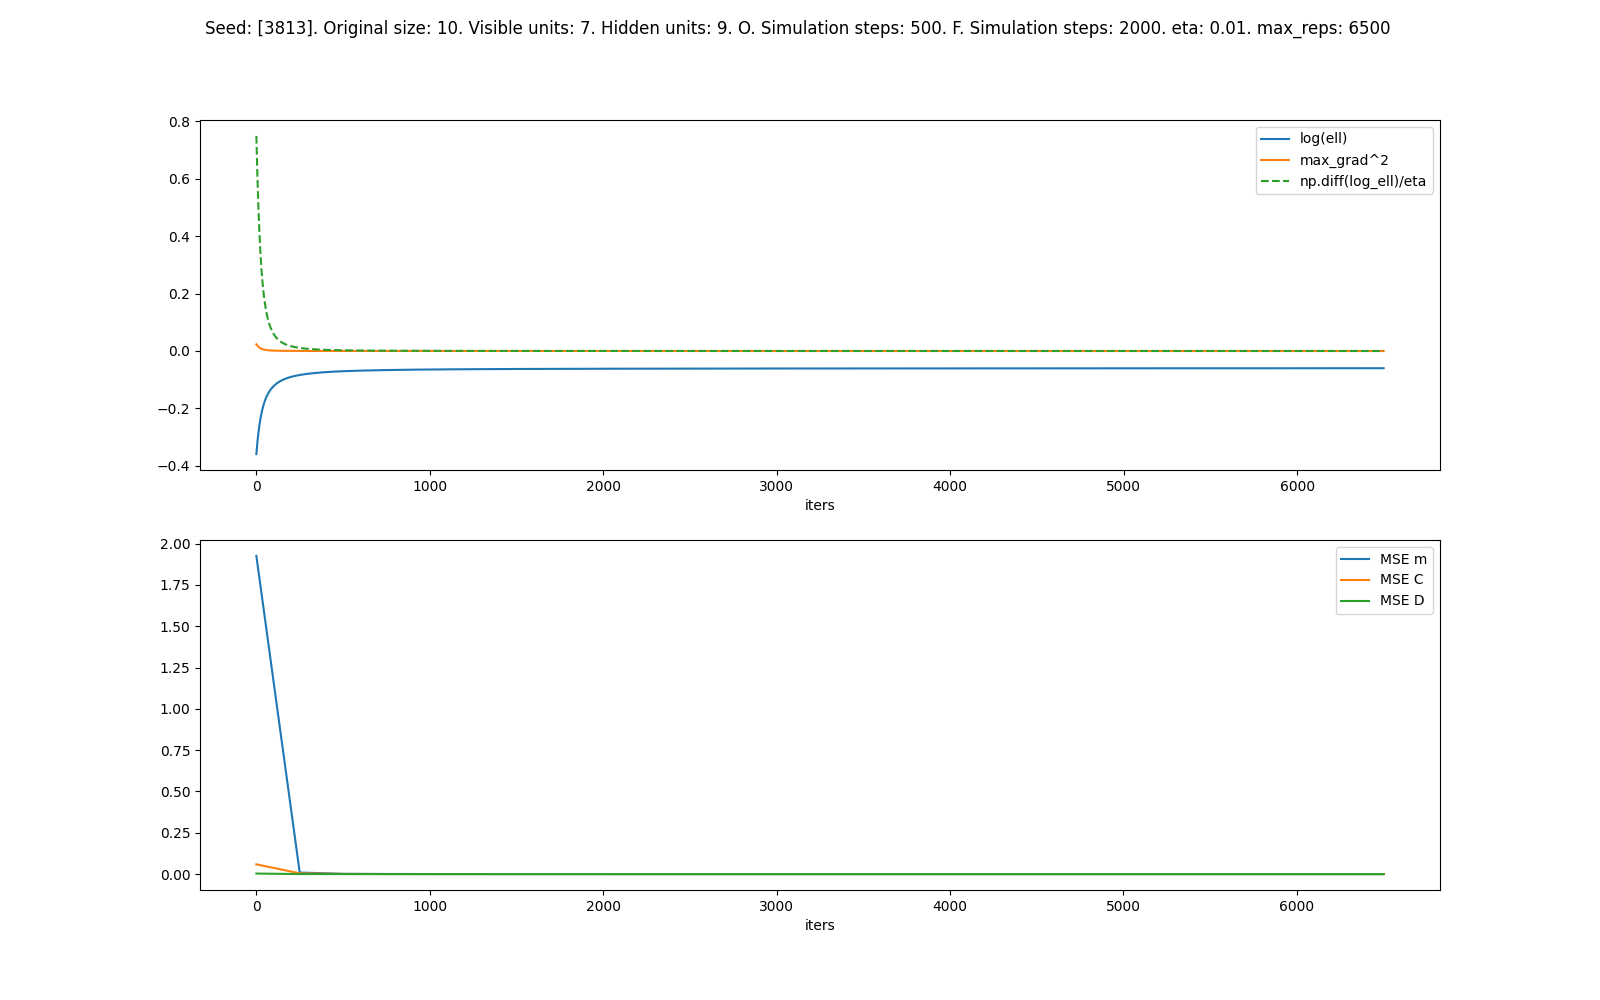 Seed: [3813]. Original size: 10. Visible units: 7. Hidden units: 9. O. Simulation steps: 500. F. Simulation steps: 2000. eta: 0.01. max_reps: 6500
0.8
0.6
0.4
0.2
0.0
−0.2
−0.4
log(ell)
max_grad^2
np.diff(log_ell)/eta
0 1000 2000 3000 4000 5000 6000
iters
2.00
1.75
1.50
1.25
1.00
0.75
0.50
0.25
0.00
MSE m
MSE C
MSE D
0 1000 2000 3000 4000 5000 6000
iters